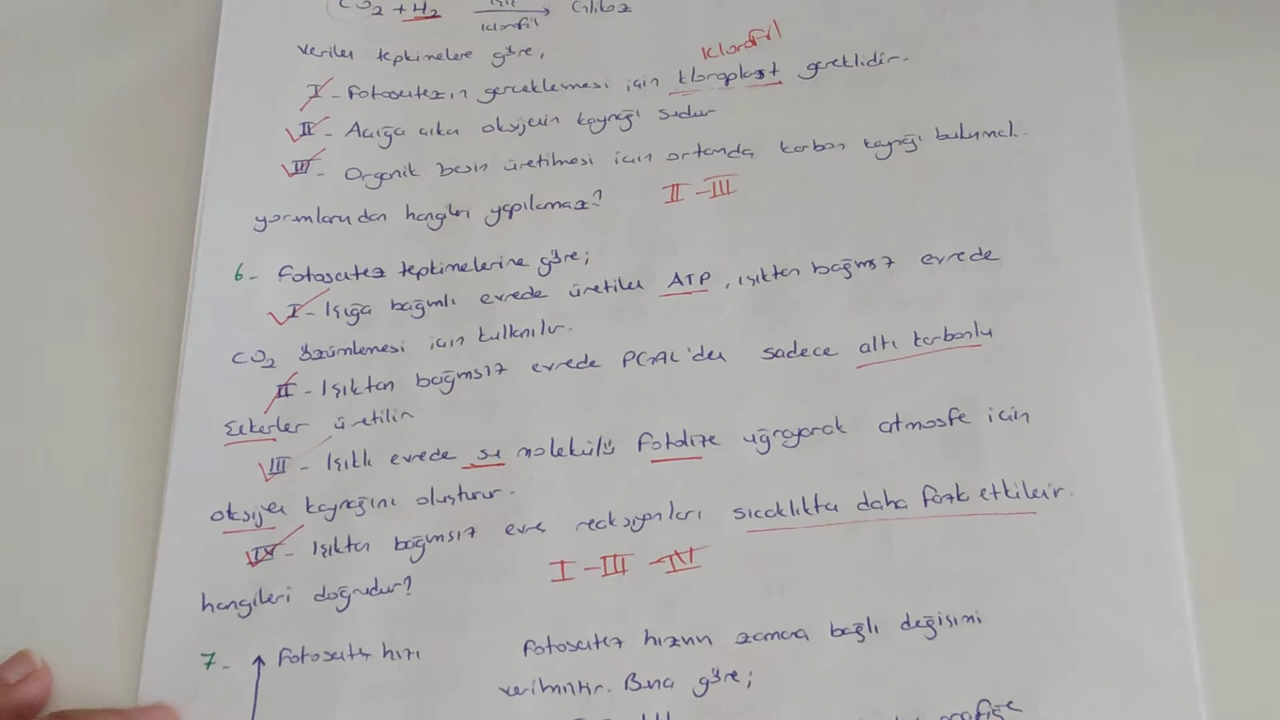 CO2 + H2 → Glikoz
Klorofil
verilen tepkimelere göre,
Klorofil
I - Fotosentezin gerçeklemesi için kloroplast gereklidir.
II - Açığa çıkan oksijenin kaynağı sudur
III - Organik besin üretilmesi için ortamda karbon kaynağı bulunmalı.
yorumlarından hangileri yapılamaz? II - III
6- Fotosentez tepkimelerine göre;
I - Işığa bağımlı evrede üretilen ATP, ışıktan bağımsız evrede
CO2 özümlemesi için kullanılır.
II - Işıktan bağımsız evrede PGAL'den sadece altı karbonlu
şekerler üretilir
III - Işıklı evrede su molekülü fotolize uğrayarak atmosfe için
oksijen kaynağını oluşturur.
IV - Işıktan bağımsız evre reaksiyonları sıcaklıkta daha fazla etkilenir.
I - III - IV
hangileri doğrudur?
7- Fotosentez hızı Fotosentez hızının zamana bağlı değişimi
verilmiştir. Buna göre;
grafiğe